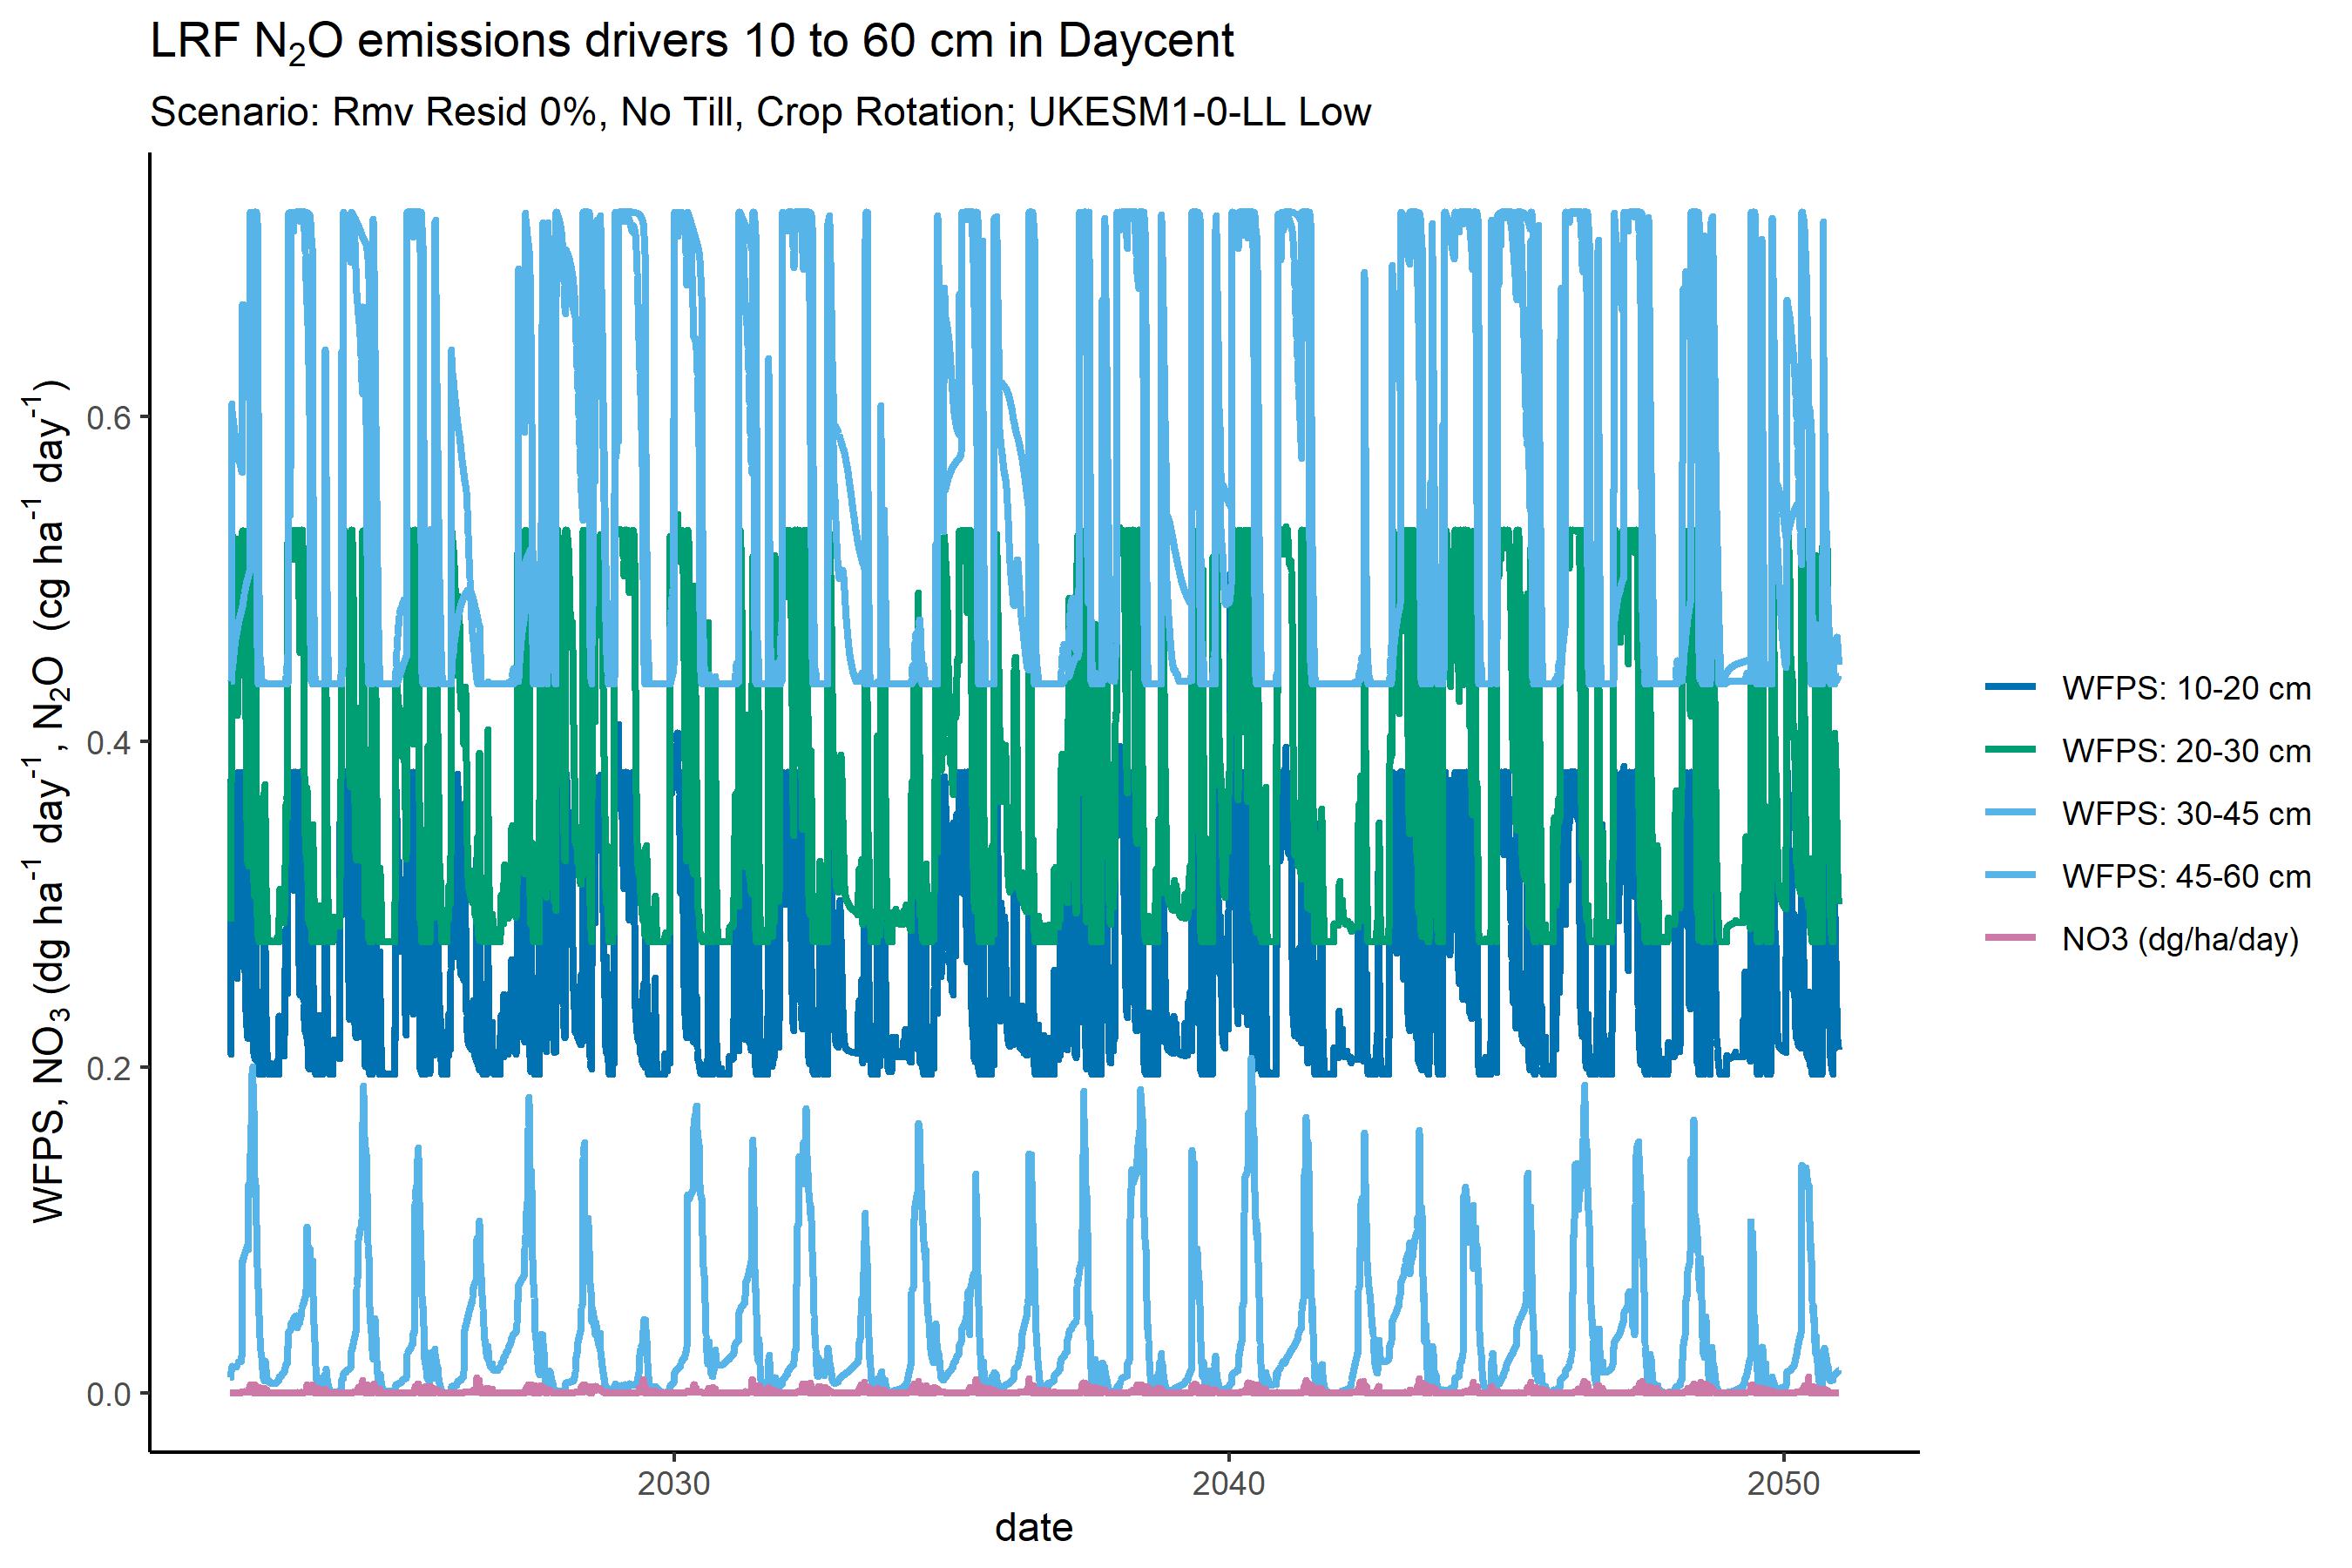 LRF N₂O emissions drivers 10 to 60 cm in Daycent
Scenario: Rmv Resid 0%, No Till, Crop Rotation; UKESM1-0-LL Low
WFPS, NO₃ (dg ha⁻¹ day⁻¹, N₂O  (cg ha⁻¹ day⁻¹)
0.6
0.4
0.2
0.0
2030
2040
2050
date
WFPS: 10-20 cm
WFPS: 20-30 cm
WFPS: 30-45 cm
WFPS: 45-60 cm
NO3 (dg/ha/day)